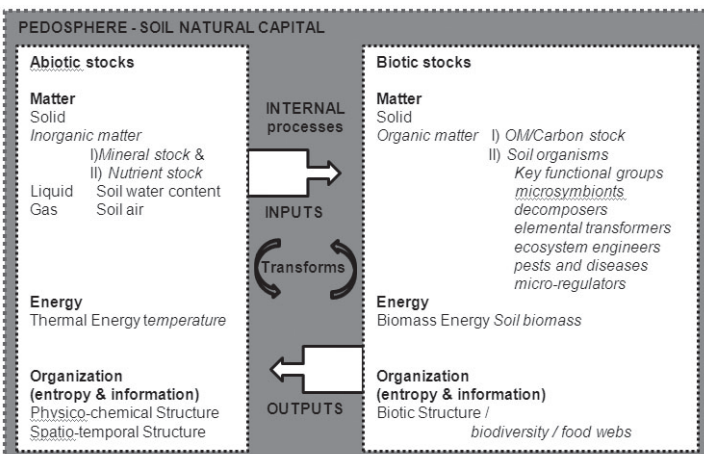 PEDOSPHERE - SOIL NATURAL CAPITAL
Abiotic stocks
Matter
Solid
Inorganic matter
I)Mineral stock &
II) Nutrient stock
Liquid Soil water content
Gas Soil air
Energy
Thermal Energy temperature
Organization
(entropy & information)
Physico-chemical Structure
Spatio-temporal Structure
INTERNAL
processes
INPUTS
Transforms
OUTPUTS
Biotic stocks
Matter
Solid
Organic matter I) OM/Carbon stock
II) Soil organisms
Key functional groups
microsymbionts
decomposers
elemental transformers
ecosystem engineers
pests and diseases
micro-regulators
Energy
Biomass Energy Soil biomass
Organization
(entropy & information)
Biotic Structure /
biodiversity / food webs